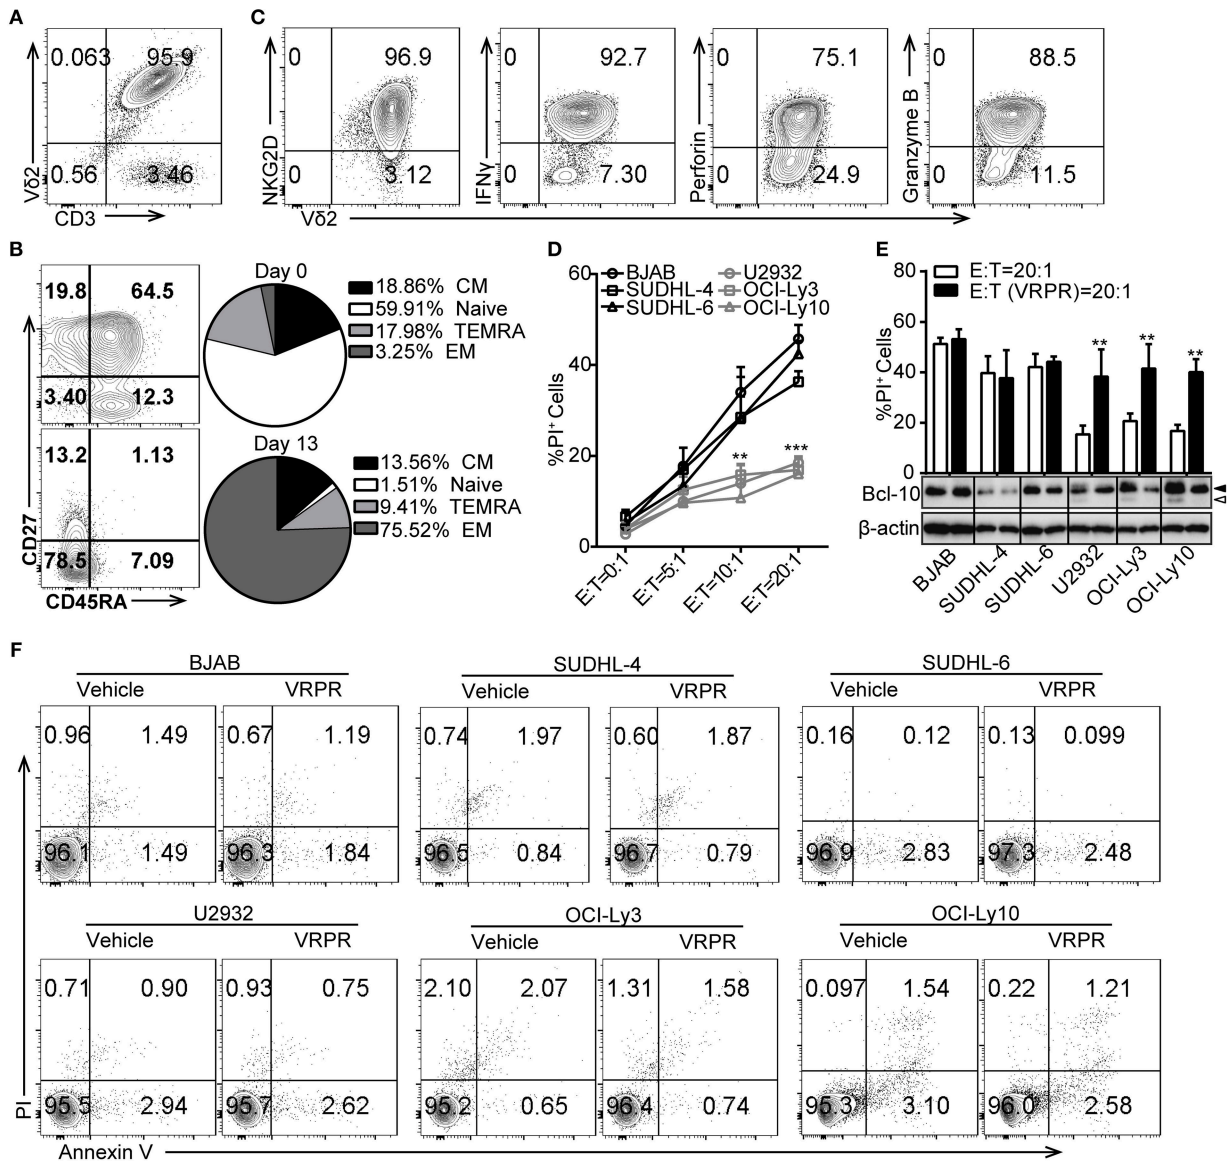 A
0.063 95.9
0.56 3.46
Vδ2
CD3
C
0 96.9
0 3.12
NKG2D
0 92.7
0 7.30
IFNγ
0 75.1
0 24.9
Perforin
0 88.5
0 11.5
Granzyme B
Vδ2
B
19.8 64.5
3.40 12.3
13.2 1.13
78.5 7.09
CD27
CD45RA
Day 0
18.86% CM
59.91% Naive
17.98% TEMRA
3.25% EM
Day 13
13.56% CM
1.51% Naive
9.41% TEMRA
75.52% EM
D
BJAB U2932
SUDHL-4 OCI-Ly3
SUDHL-6 OCI-Ly10
%PI+ Cells
60
40
20
0
** ***
E:T=0:1 E:T=5:1 E:T=10:1 E:T=20:1
E
E:T=20:1
E:T (VRPR)=20:1
%PI+ Cells
80
60
40
20
0
** ** **
Bcl-10
β-actin
BJAB SUDHL-4 SUDHL-6 U2932 OCI-Ly3 OCI-Ly10
F
BJAB SUDHL-4 SUDHL-6
Vehicle VRPR Vehicle VRPR Vehicle VRPR
0.96 1.49 0.67 1.19 0.74 1.97 0.60 1.87 0.16 0.12 0.13 0.099
96.1 1.49 96.3 1.84 96.5 0.84 96.7 0.79 96.9 2.83 97.3 2.48
U2932 OCI-Ly3 OCI-Ly10
Vehicle VRPR Vehicle VRPR Vehicle VRPR
0.71 0.90 0.93 0.75 2.10 2.07 1.31 1.58 0.097 1.54 0.22 1.21
95.5 2.94 95.7 2.62 95.2 0.65 96.4 0.74 95.3 3.10 96.0 2.58
PI
Annexin V